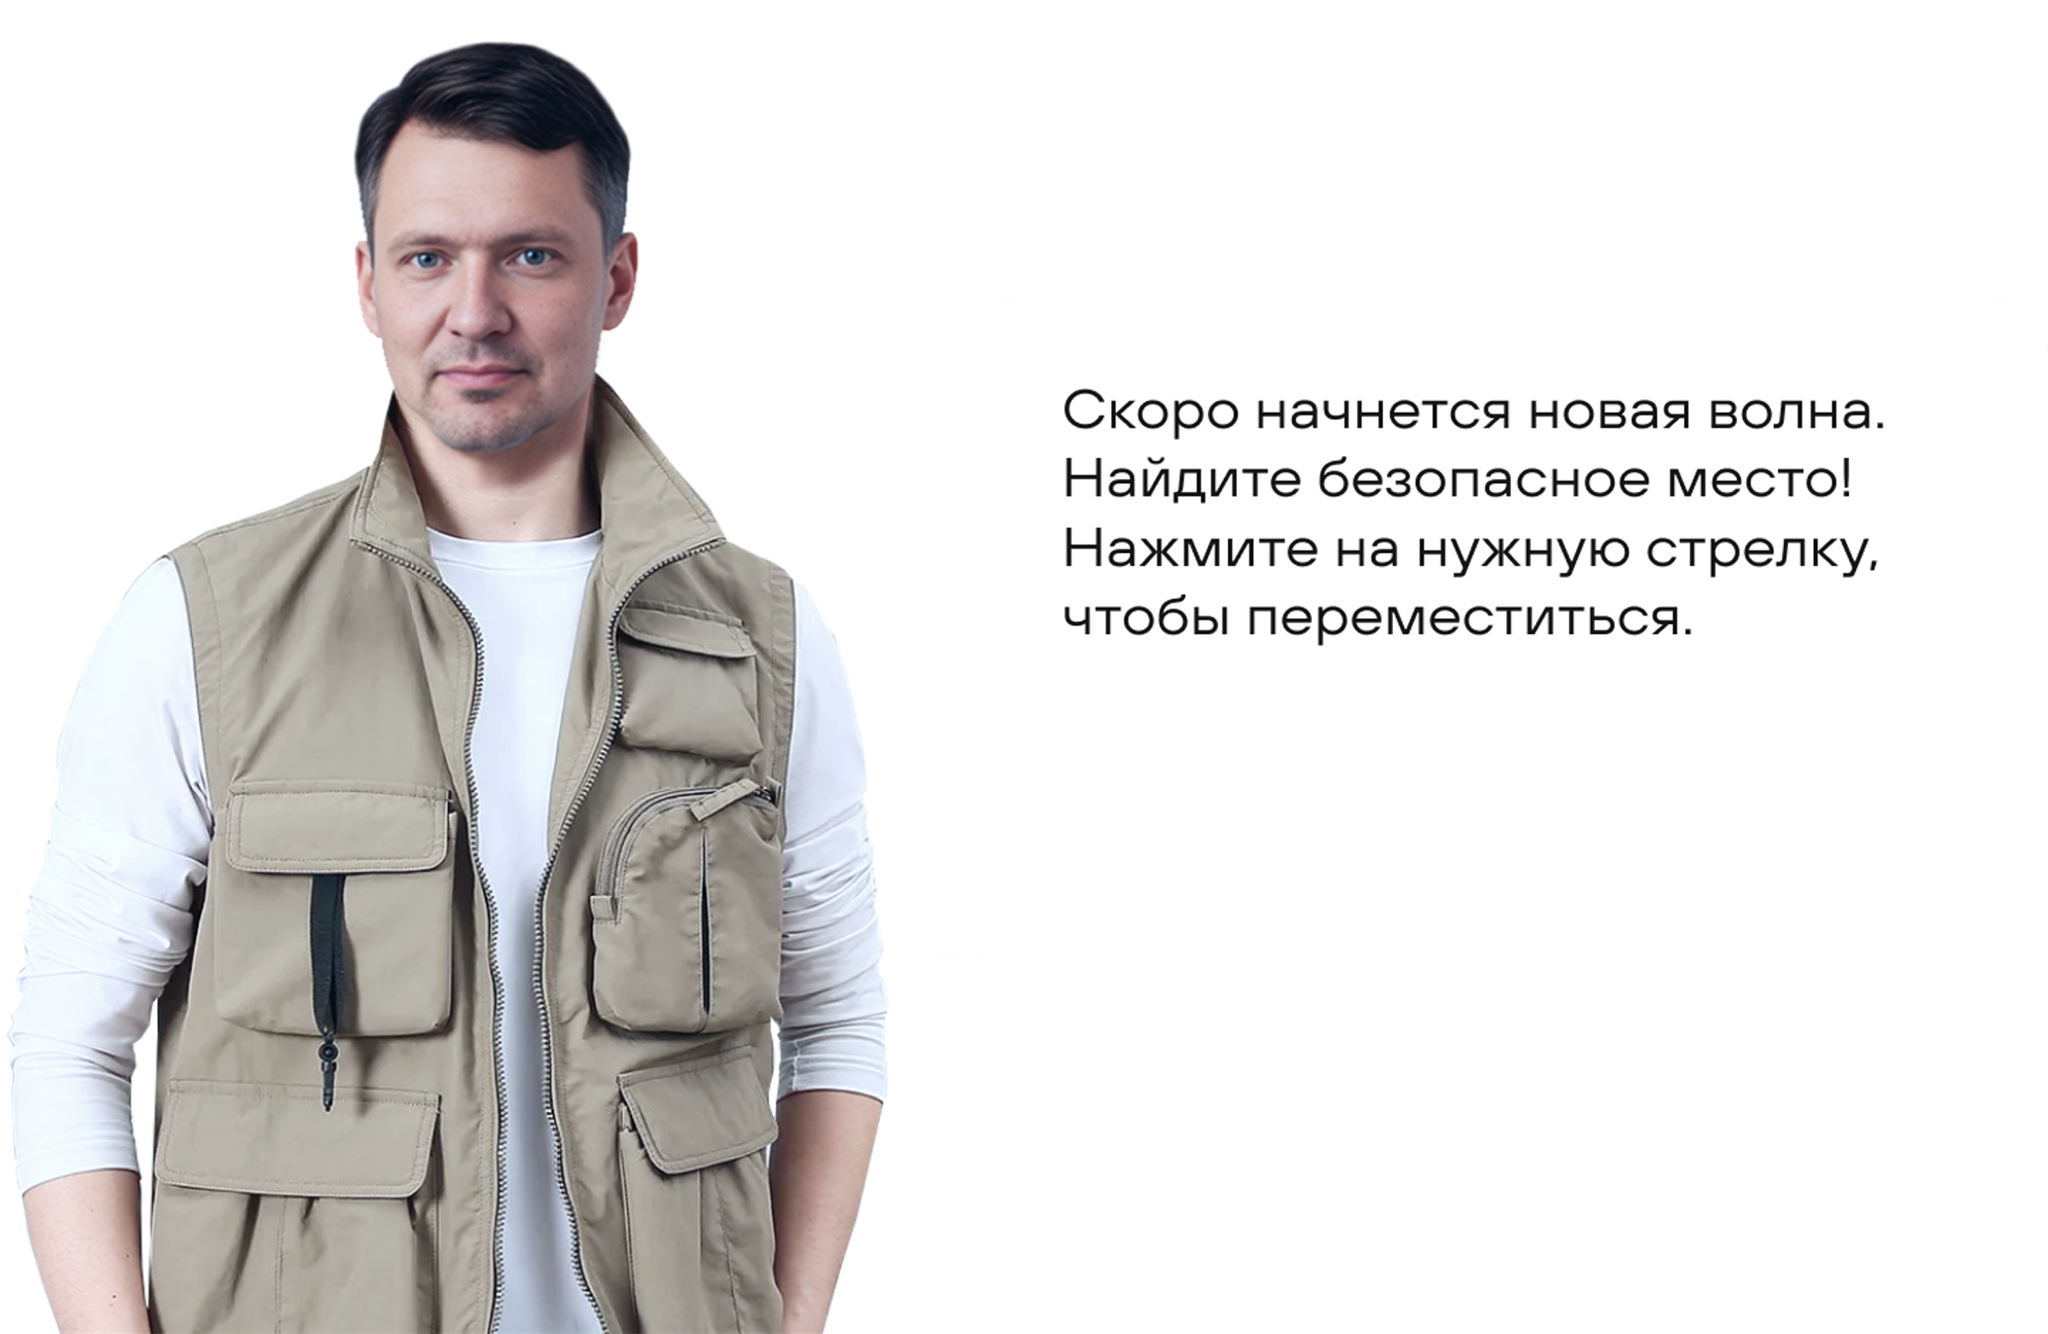 Скоро начнется новая волна.
Найдите безопасное место!
Нажмите на нужную стрелку,
чтобы переместиться.